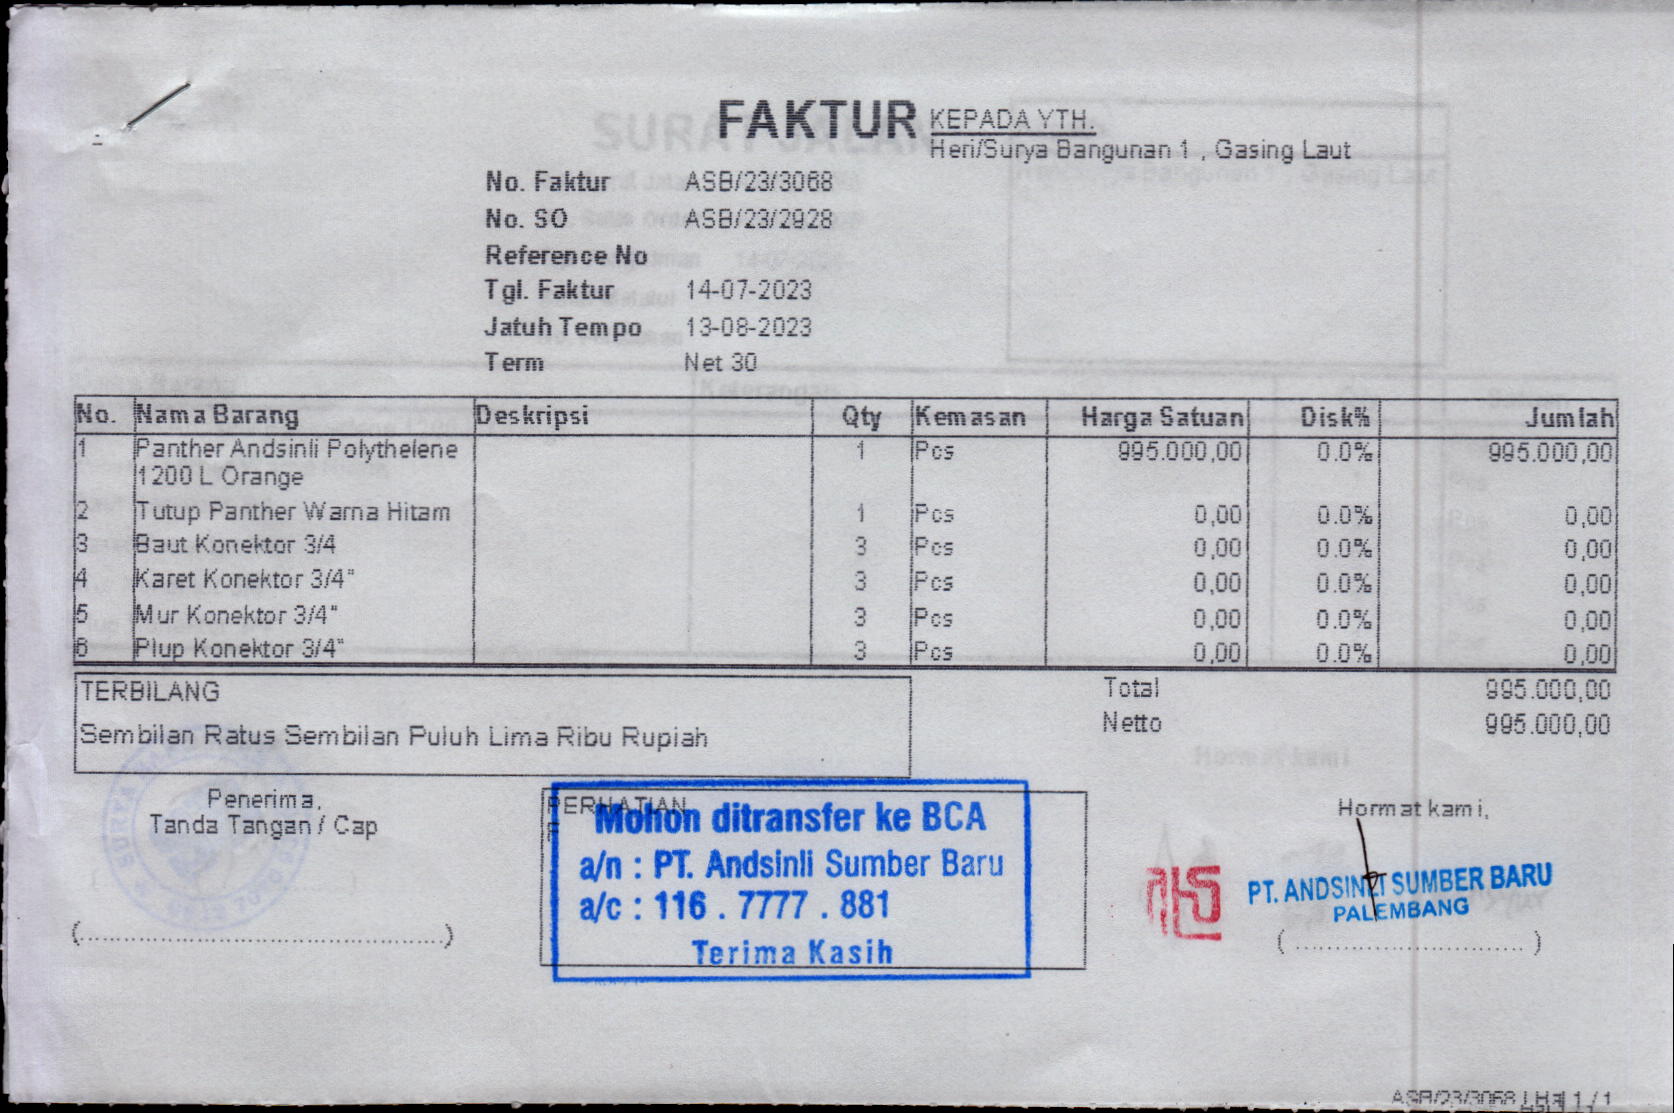 FAKTUR
KEPADA YTH.
Heri/Surya Bangunan 1 , Gasing Laut
No. Faktur ASB/23/3068
No. SO ASB/23/2928
Reference No
Tgl. Faktur 14-07-2023
Jatuh Tempo 13-08-2023
Term Net 30
No. Nama Barang Deskripsi Qty Kemasan Harga Satuan Disk% Jumlah
1 Panther Andsinli Polythelene 1 Pcs 995.000,00 0.0% 995.000,00
1200 L Orange
2 Tutup Panther Warna Hitam 1 Pcs 0,00 0.0% 0,00
3 Baut Konektor 3/4 3 Pcs 0,00 0.0% 0,00
4 Karet Konektor 3/4" 3 Pcs 0,00 0.0% 0,00
5 Mur Konektor 3/4" 3 Pcs 0,00 0.0% 0,00
6 Plup Konektor 3/4" 3 Pcs 0,00 0.0% 0,00
TERBILANG
Sembilan Ratus Sembilan Puluh Lima Ribu Rupiah
Total 995.000,00
Netto 995.000,00
Penerima,
Tanda Tangan / Cap
(.............................................)
PERHATIAN
Mohon ditransfer ke BCA
a/n : PT. Andsinli Sumber Baru
a/c : 116 . 7777 . 881
Terima Kasih
Hormat kami,
PT. ANDSINLI SUMBER BARU
PALEMBANG
( ............................ )
ASB/23/3068 | Hal 1 / 1